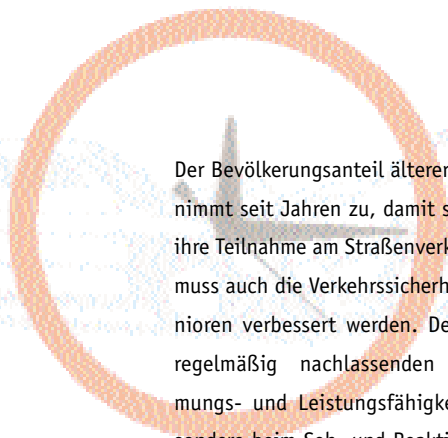 Der Bevölkerungsanteil älterer
nimmt seit Jahren zu, damit s
ihre Teilnahme am Straßenverk
muss auch die Verkehrssicherh
nioren verbessert werden. De
regelmäßig nachlassenden
mungs- und Leistungsfähigke